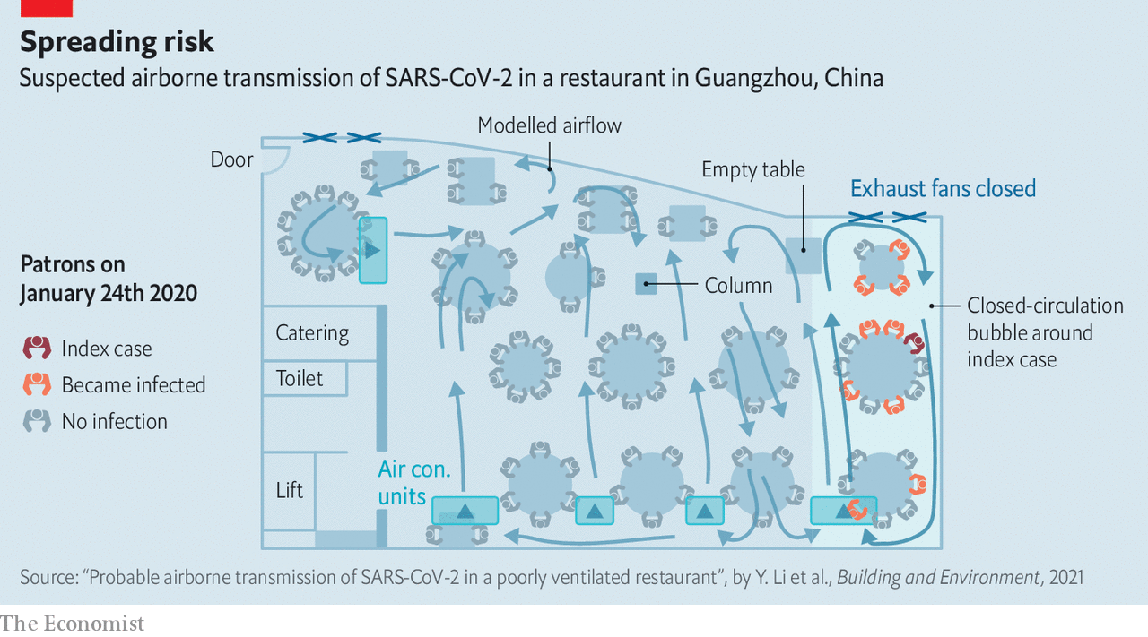 Spreading risk
Suspected airborne transmission of SARS-CoV-2 in a restaurant in Guangzhou, China
Modelled airflow
Door
Empty table
Exhaust fans closed
Patrons on
January 24th 2020
Column
Closed-circulation
bubble around
index case
Catering
Index case
Toilet
Became infected
No infection
Air con.
units
Lift
Source: “Probable airborne transmission of SARS-CoV-2 in a poorly ventilated restaurant”, by Y. Li et al., Building and Environment, 2021
The Economist